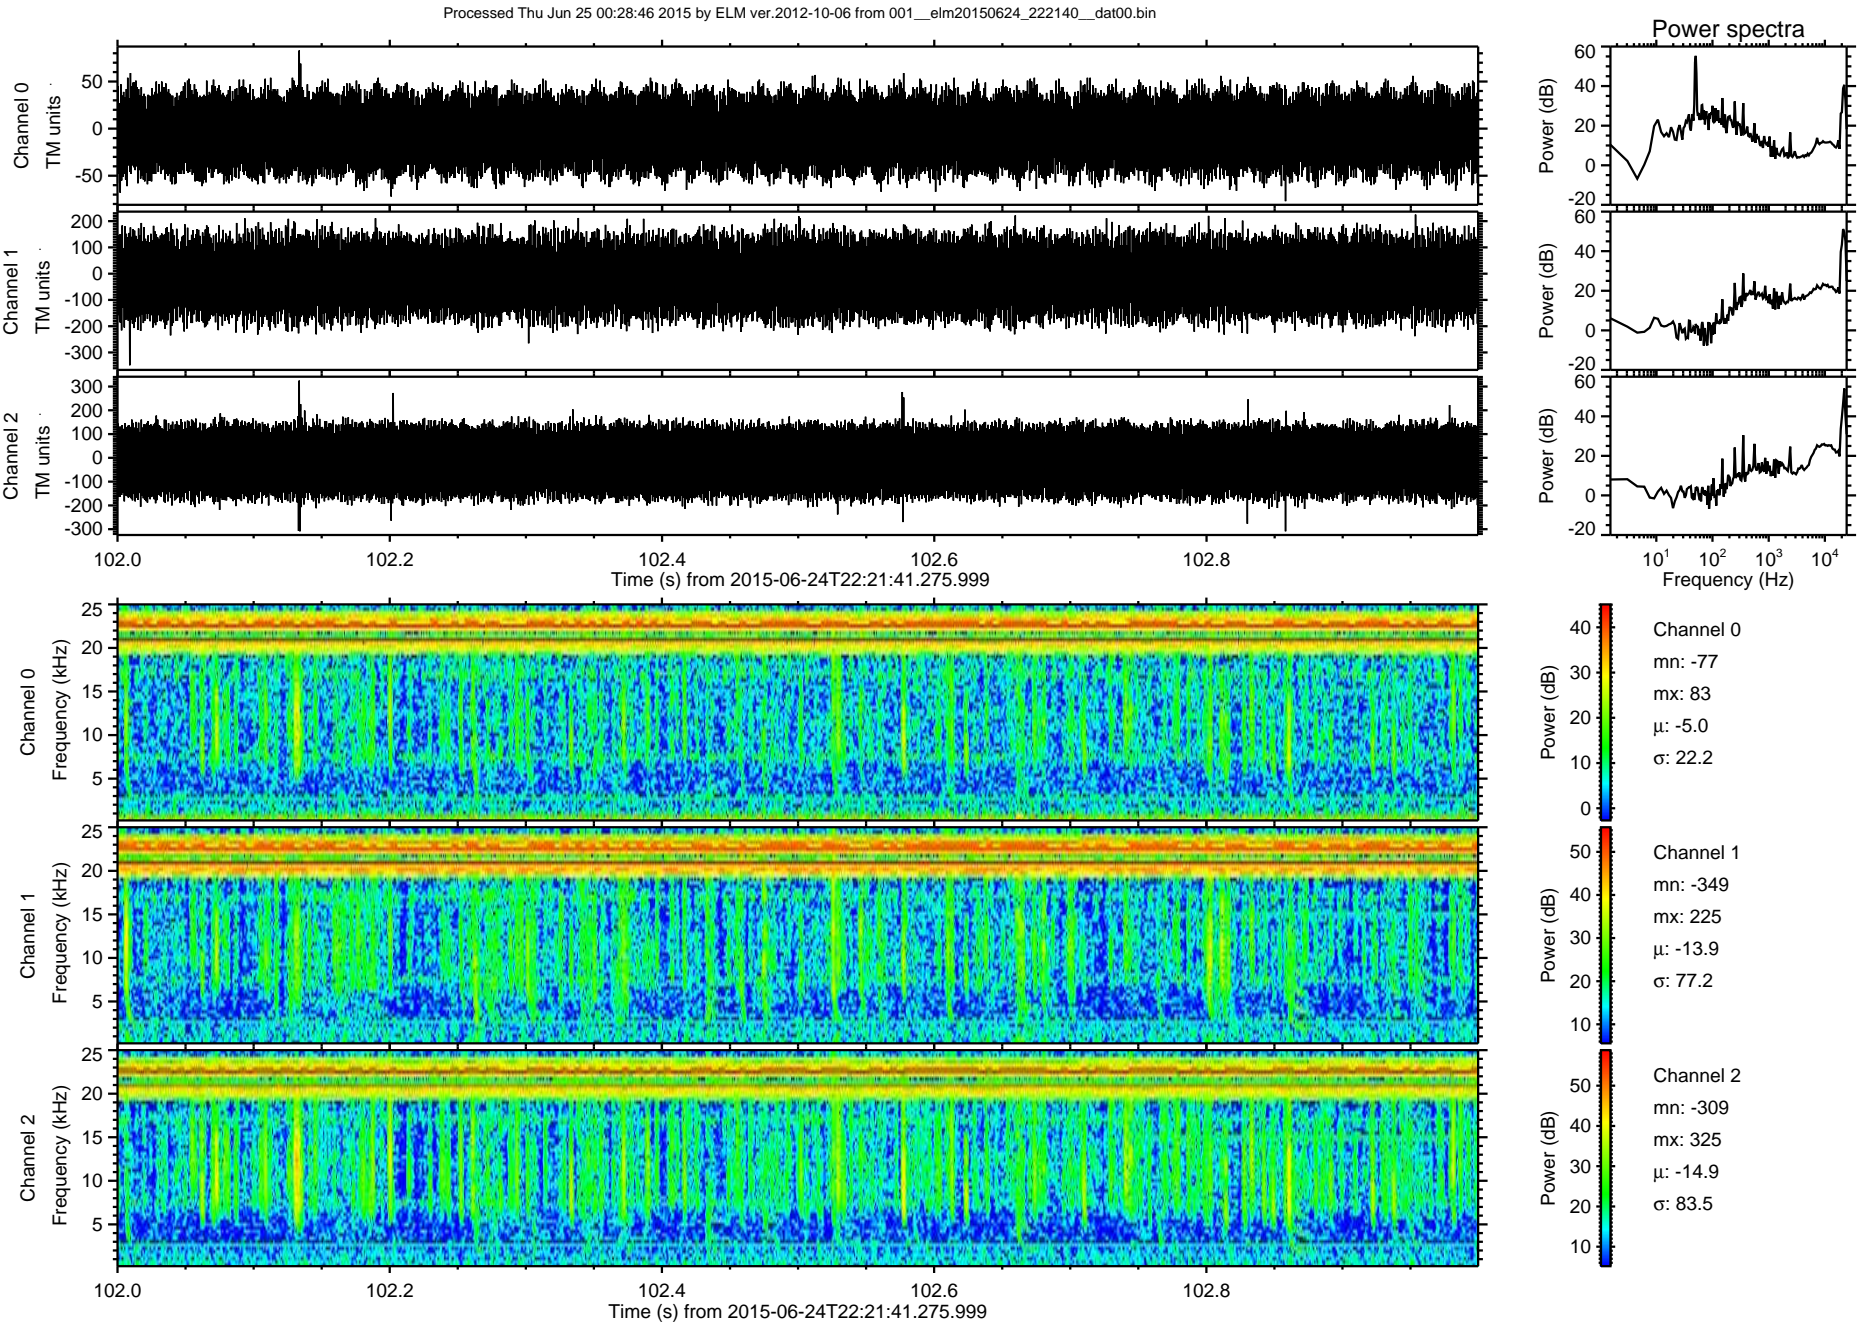 Processed Thu Jun 25 00:28:46 2015 by ELM ver.2012-10-06 from 001__elm20150624_222140__dat00.bin
Power spectra
Channel 0
TM units
50
0
-50
Power (dB)
60
40
20
0
-20
Channel 1
TM units
200
100
0
-100
-200
-300
Power (dB)
60
40
20
0
-20
Channel 2
TM units
300
200
100
0
-100
-200
-300
Power (dB)
60
40
20
0
-20
102.0 102.2 102.4 102.6 102.8
Time (s) from 2015-06-24T22:21:41.275.999
10¹ 10² 10³ 10⁴
Frequency (Hz)
Channel 0
Frequency (kHz)
25
20
15
10
5
Power (dB)
40
30
20
10
0
Channel 0
mn: -77
mx: 83
μ: -5.0
σ: 22.2
Channel 1
Frequency (kHz)
25
20
15
10
5
Power (dB)
50
40
30
20
10
Channel 1
mn: -349
mx: 225
μ: -13.9
σ: 77.2
Channel 2
Frequency (kHz)
25
20
15
10
5
Power (dB)
50
40
30
20
10
Channel 2
mn: -309
mx: 325
μ: -14.9
σ: 83.5
102.0 102.2 102.4 102.6 102.8
Time (s) from 2015-06-24T22:21:41.275.999